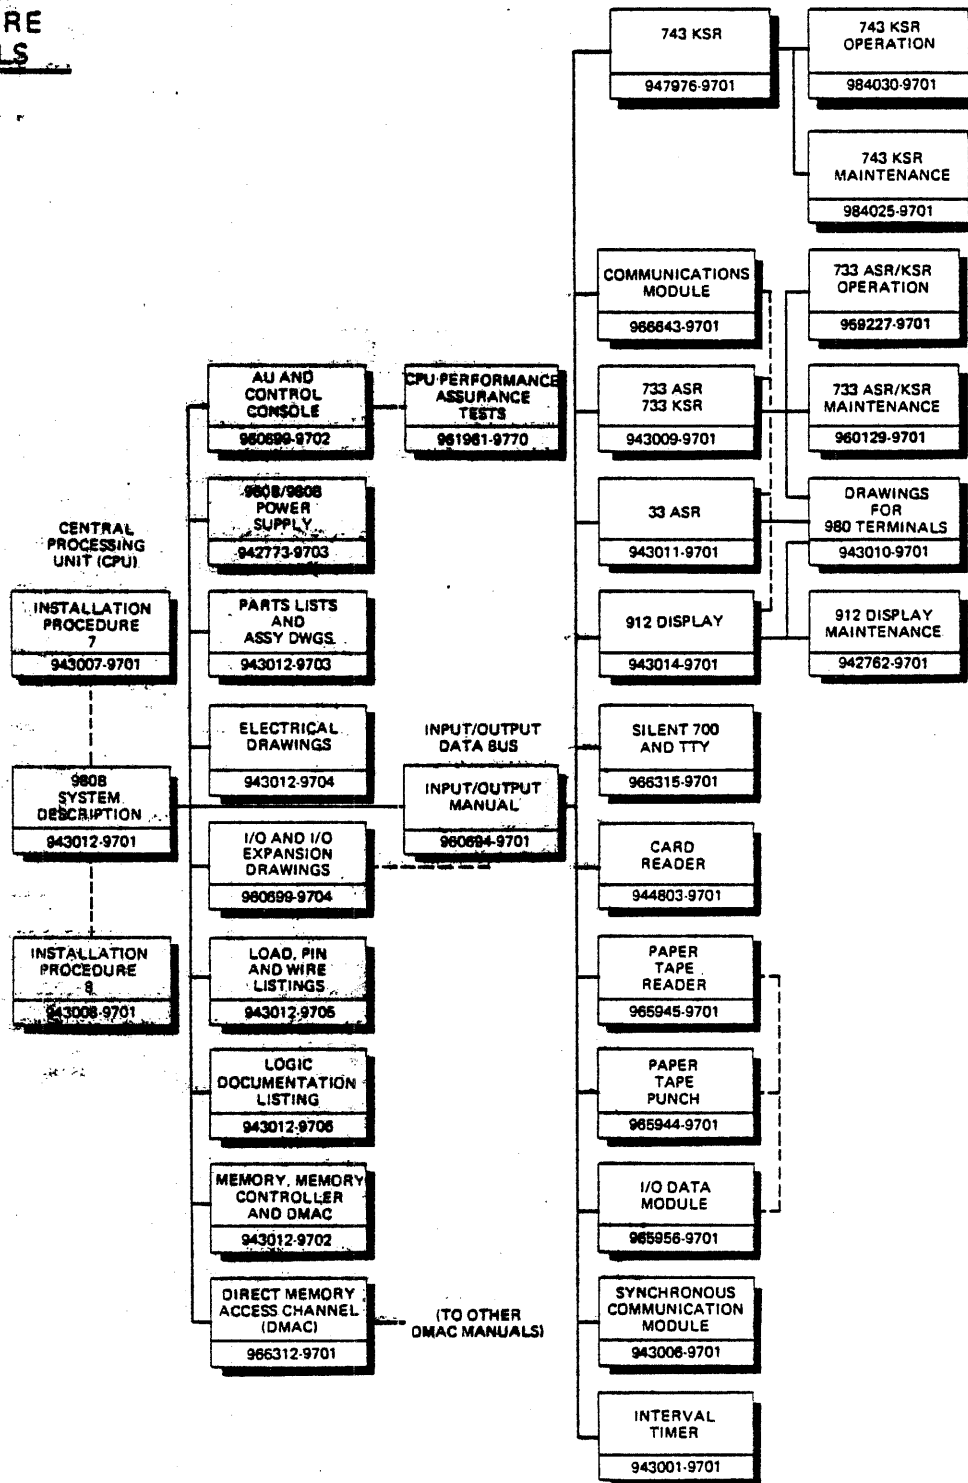 RE
LS
743 KSR
947976-9701
743 KSR
OPERATION
984030-9701
743 KSR
MAINTENANCE
984025-9701
COMMUNICATIONS
MODULE
966643-9701
733 ASR/KSR
OPERATION
959227-9701
AU AND
CONTROL
CONSOLE
960699-9702
CPU PERFORMANCE
ASSURANCE
TESTS
961961-9770
733 ASR
733 KSR
943009-9701
733 ASR/KSR
MAINTENANCE
960129-9701
980B/960B
POWER
SUPPLY
942773-9703
33 ASR
943011-9701
DRAWINGS
FOR
980 TERMINALS
943010-9701
CENTRAL
PROCESSING
UNIT (CPU)
INSTALLATION
PROCEDURE
7
943007-9701
PARTS LISTS
AND
ASSY DWGS.
943012-9703
912 DISPLAY
943014-9701
912 DISPLAY
MAINTENANCE
942762-9701
ELECTRICAL
DRAWINGS
943012-9704
INPUT/OUTPUT
DATA BUS
INPUT/OUTPUT
MANUAL
960694-9701
SILENT 700
AND TTY
966315-9701
980B
SYSTEM
DESCRIPTION
943012-9701
I/O AND I/O
EXPANSION
DRAWINGS
960699-9704
CARD
READER
944803-9701
INSTALLATION
PROCEDURE
8
943008-9701
LOAD, PIN
AND WIRE
LISTINGS
943012-9705
PAPER
TAPE
READER
965945-9701
LOGIC
DOCUMENTATION
LISTING
943012-9706
PAPER
TAPE
PUNCH
965944-9701
MEMORY, MEMORY
CONTROLLER
AND DMAC
943012-9702
I/O DATA
MODULE
965956-9701
DIRECT MEMORY
ACCESS CHANNEL
(DMAC)
966312-9701
(TO OTHER
DMAC MANUALS)
SYNCHRONOUS
COMMUNICATION
MODULE
943006-9701
INTERVAL
TIMER
943001-9701